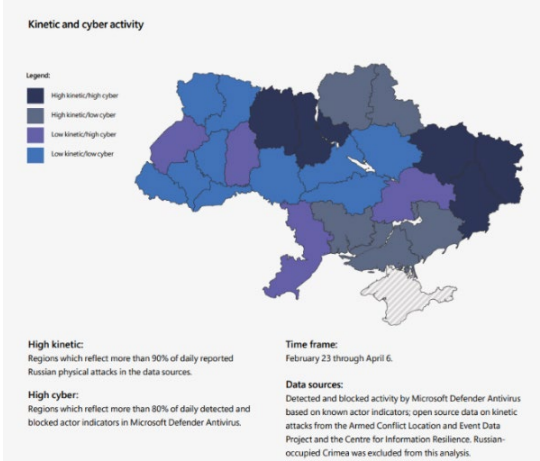 Kinetic and cyber activity
Legend:
High kinetic/high cyber
High kinetic/low cyber
Low kinetic/high cyber
Low kinetic/low cyber
High kinetic:
Regions which reflect more than 90% of daily reported
Russian physical attacks in the data sources.
High cyber:
Regions which reflect more than 80% of daily detected and
blocked actor indicators in Microsoft Defender Antivirus.
Time frame:
February 23 through April 6.
Data sources:
Detected and blocked activity by Microsoft Defender Antivirus
based on known actor indicators; open source data on kinetic
attacks from the Armed Conflict Location and Event Data
Project and the Centre for Information Resilience. Russian-
occupied Crimea was excluded from this analysis.